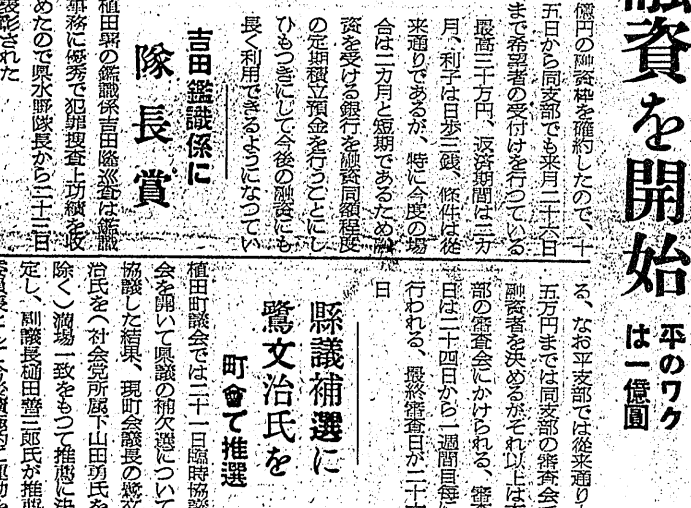 融資を開始
平のワク
は一億圓
億円の融資枠を確約したので、十
五日から同支部でも来月二十六日
まで希望者の受付けを行つている
最高三十万円、返済期間は三カ
月、利子は日歩三銭、條件は從
来通りであるが、特に今度の場
合は二カ月と短期であるため融
資を受ける銀行を融資同額程度
の定期積立預金を行うことにし
ひもつきにして今後の融資にも
長く利用できるようになつてい
る、なお平支部では從来通り
五万円までは同支部の審査会で
融資者を決めるがそれ以上は
部の審査会にかけられる、審査
日は二十四日から一週間目毎に
行われる、最終審査日が二十
日
吉田鑑識係に
隊長賞
植田署の鑑識係吉田隆巡査は鑑識
事務に優秀で犯罪捜査上功績を收
めたので県水野隊長から二十二日
表彰された
縣議補選に
鷺文治氏を
町會で推選
植田町議会では二十一日臨時協議
会を開いて県議の補欠選について
協議した結果、現町会議長の鷺文
治氏を（社会党所属下山田勇氏を
除く）満場一致をもつて推薦に決
定し、副議長樋田善三郎氏が推薦